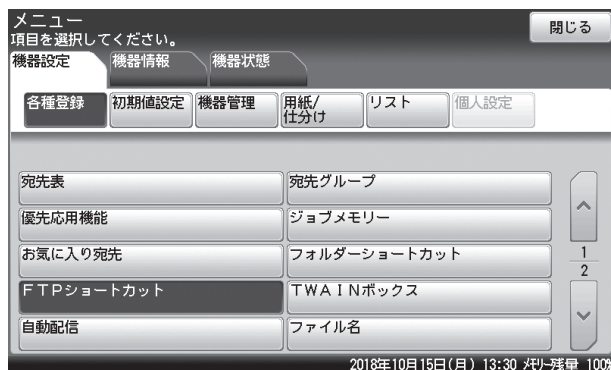 メニュー
項目を選択してください。
閉じる
機器設定
機器情報
機器状態
各種登録
初期値設定
機器管理
用紙/
仕分け
リスト
個人設定
宛先表
宛先グループ
優先応用機能
ジョブメモリー
お気に入り宛先
フォルダーショートカット
FTPショートカット
TWAINボックス
自動配信
ファイル名
1
2
2018年10月15日(月) 13:30 メモリー残量 100%